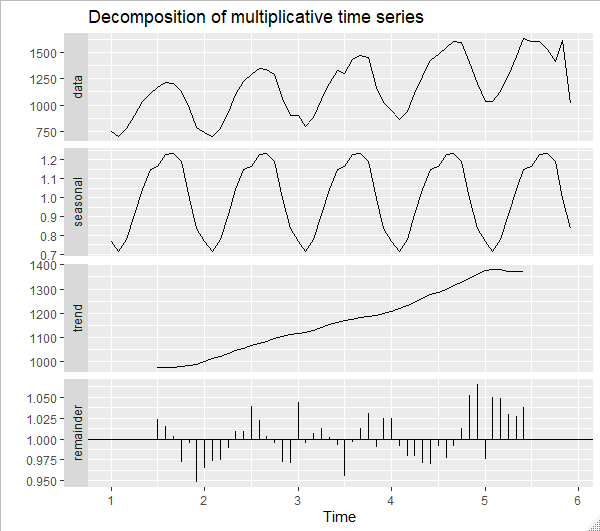 Decomposition of multiplicative time series
1500
1250
1000
750
data
1.2
1.1
1.0
0.9
0.8
0.7
seasonal
1400
1300
1200
1100
1000
trend
1.050
1.025
1.000
0.975
0.950
remainder
1 2 3 4 5 6
Time